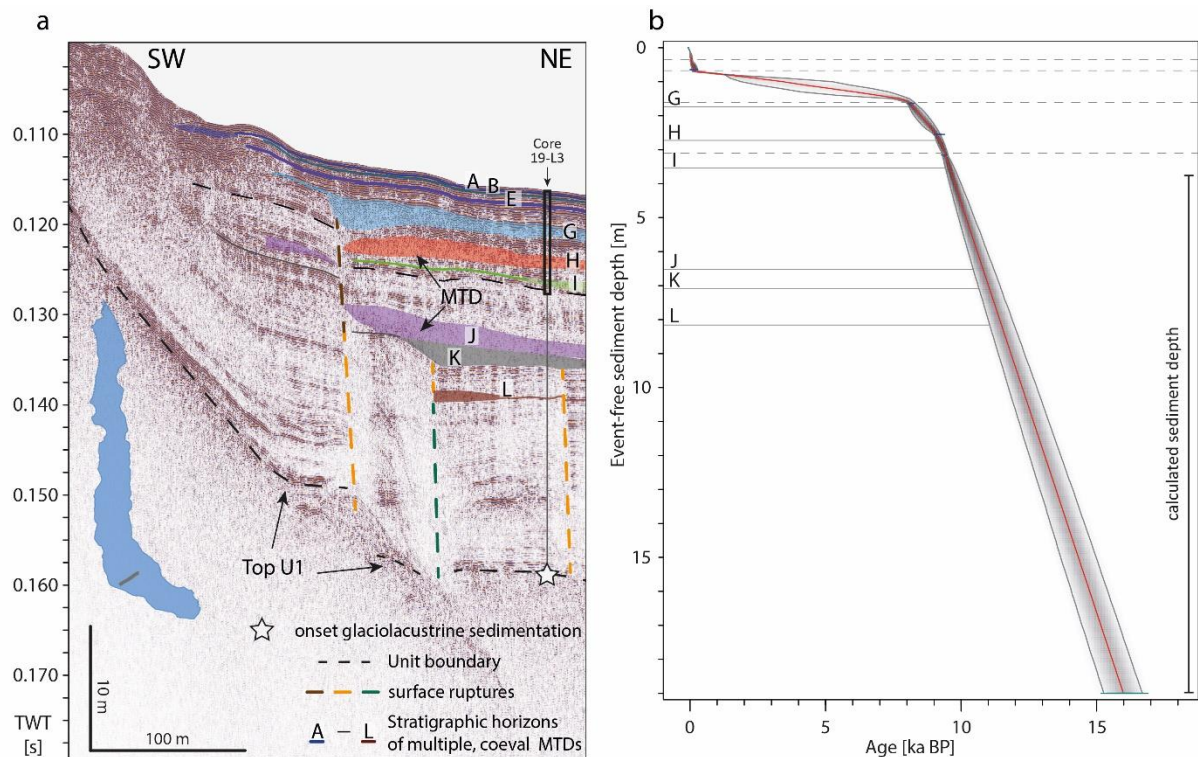 a
SW
NE
Core
19-L3
0.110
0.120
0.130
0.140
0.150
0.160
0.170
TWT
[s]
A B
E
G
H
I
MTD
J
K
L
Top U1
10 m
100 m
onset glaciolacustrine sedimentation
Unit boundary
surface ruptures
A – L Stratigraphic horizons
of multiple, coeval MTDs
b
0
5
10
15
Event-free sediment depth [m]
G
H
I
J
K
L
calculated sediment depth
0 5 10 15
Age [ka BP]